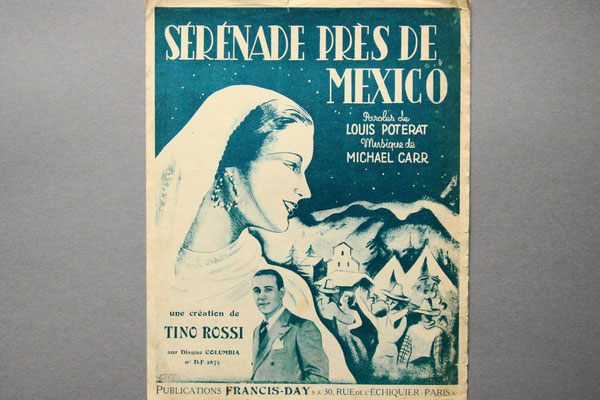 SÉRÉNADE PRÈS DE
MEXICO
Paroles de
LOUIS POTERAT
Musique de
MICHAEL CARR
une création de
TINO ROSSI
sur Disque COLUMBIA
n° D.F. 2675
PUBLICATIONS FRANCIS-DAY S.A. 30, RUE DE L'ÉCHIQUIER - PARIS-X